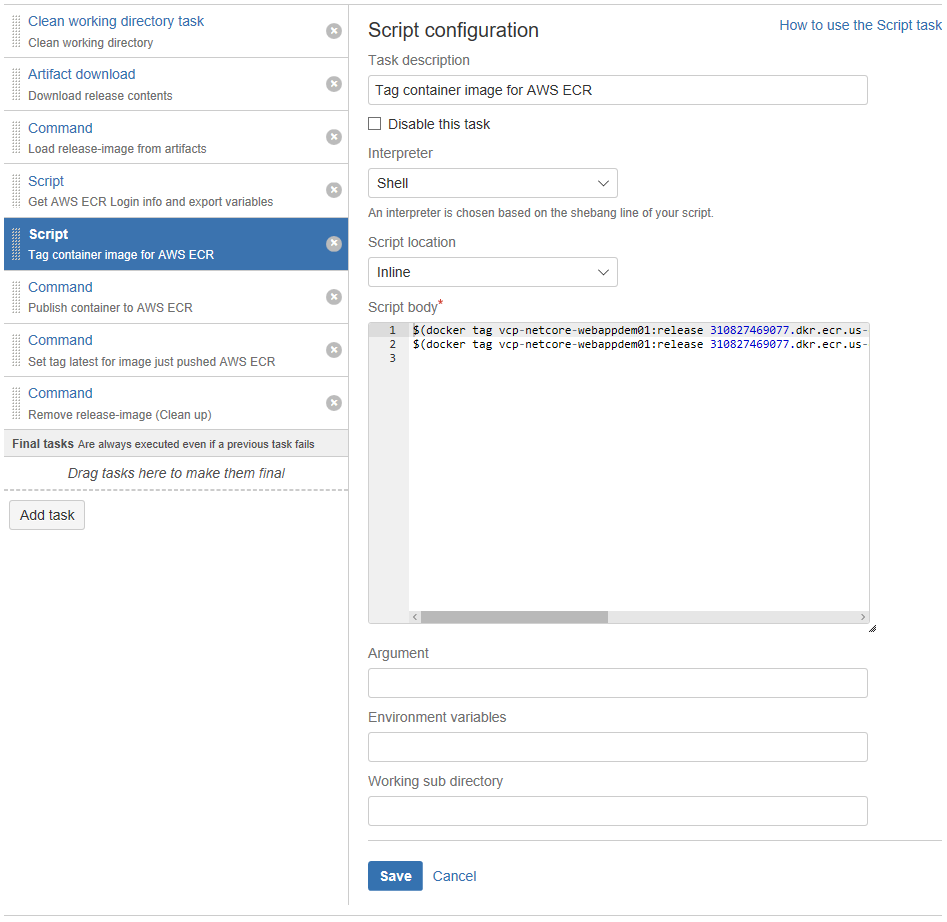 Clean working directory task
Clean working directory
Artifact download
Download release contents
Command
Load release-image from artifacts
Script
Get AWS ECR Login info and export variables
Script
Tag container image for AWS ECR
Command
Publish container to AWS ECR
Command
Set tag latest for image just pushed AWS ECR
Command
Remove release-image (Clean up)
Final tasks Are always executed even if a previous task fails
Drag tasks here to make them final
Add task
Script configuration
How to use the Script task
Task description
Tag container image for AWS ECR
Disable this task
Interpreter
Shell
An interpreter is chosen based on the shebang line of your script.
Script location
Inline
Script body*
1 $(docker tag vcp-netcore-webappdem01:release 310827469077.dkr.ecr.us-
2 $(docker tag vcp-netcore-webappdem01:release 310827469077.dkr.ecr.us-
3
Argument
Environment variables
Working sub directory
Save
Cancel